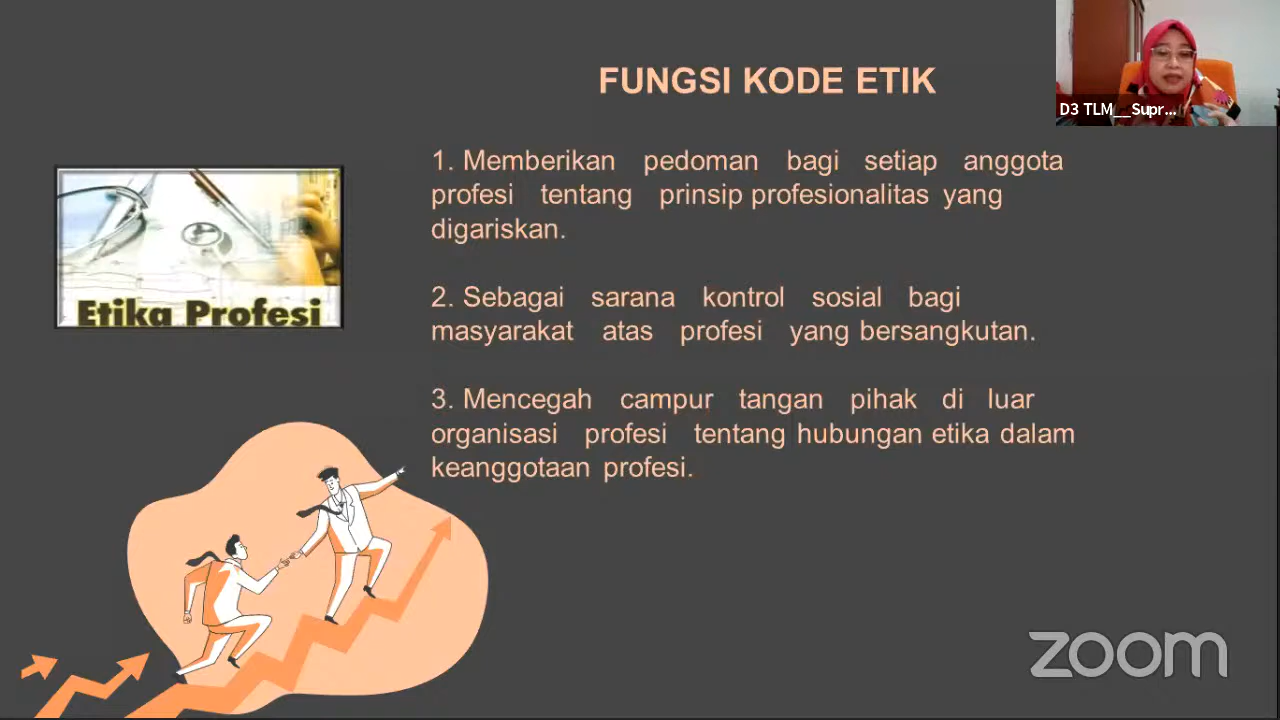 FUNGSI KODE ETIK
D3 TLM__Supr...
1. Memberikan pedoman bagi setiap anggota
profesi tentang prinsip profesionalitas yang
digariskan.
2. Sebagai sarana kontrol sosial bagi
masyarakat atas profesi yang bersangkutan.
3. Mencegah campur tangan pihak di luar
organisasi profesi tentang hubungan etika dalam
keanggotaan profesi.
Etika Profesi
zoom